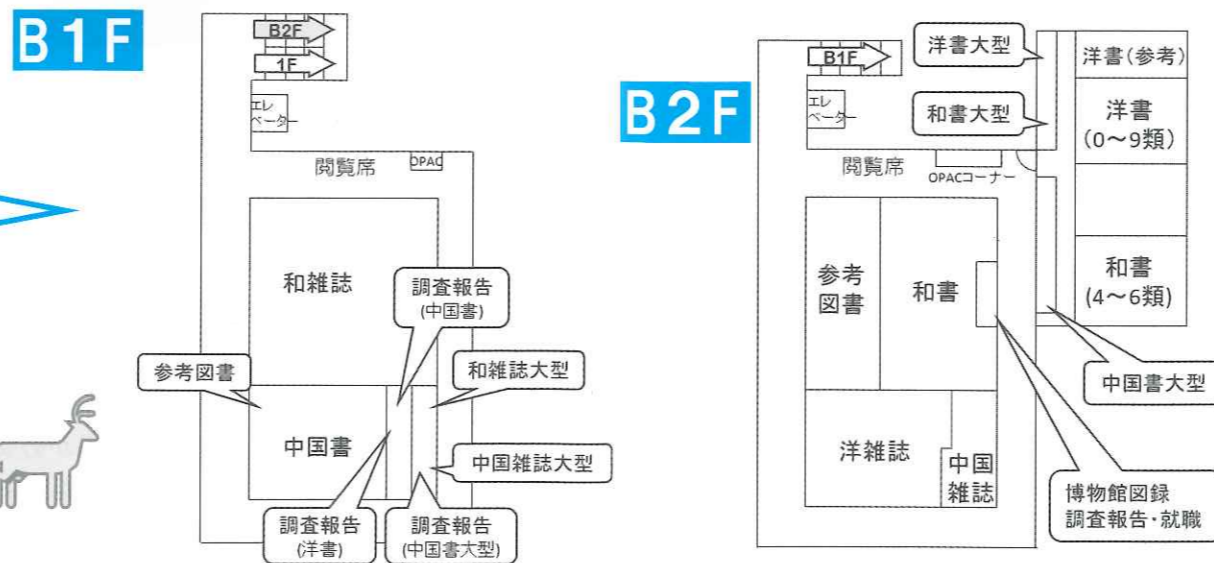 B1F
B2F
1F
エレ
ベーター
閲覧席
OPAC
和雑誌
調査報告
(中国書)
参考図書
和雑誌大型
中国書
中国雑誌大型
調査報告
(洋書)
調査報告
(中国書大型)
B2F
B1F
エレ
ベーター
洋書大型
和書大型
洋書(参考)
洋書
(0～9類)
閲覧席
OPACコーナー
参考
図書
和書
和書
(4～6類)
中国書大型
洋雑誌
中国
雑誌
博物館図録
調査報告・就職